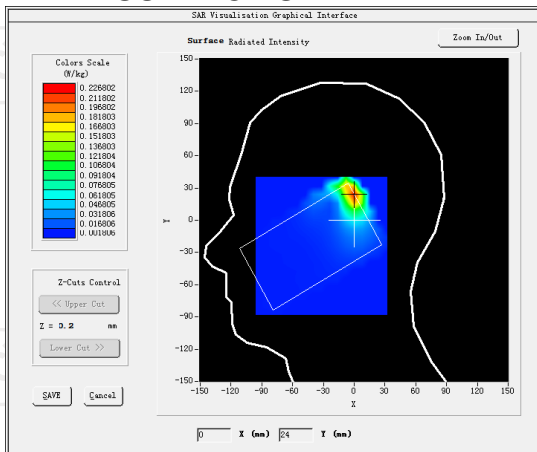 SAR Visualisation Graphical Interface
Surface Radiated Intensity
Zoom In/Out
Colors Scale
(W/kg)
0.226802
0.211802
0.196802
0.181803
0.166803
0.151803
0.136803
0.121804
0.106804
0.091804
0.076805
0.061805
0.046805
0.031806
0.016806
0.001806
Z-Cuts Control
<< Upper Cut
Z = 0.2 mm
Lower Cut >>
SAVE
Cancel
150
120
90
60
30
0
-30
-60
-90
-120
-150
Y
-150 -120 -90 -60 -30 0 30 60 90 120 150
X
0 X (mm) 24 Y (mm)